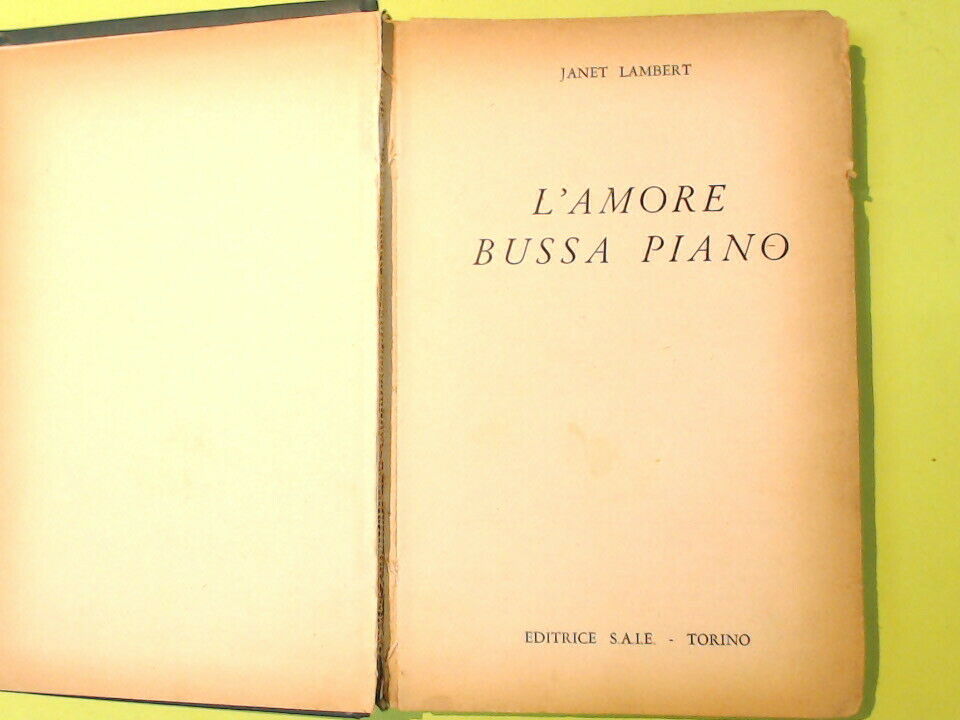 JANET LAMBERT
L'AMORE
BUSSA PIANO
EDITRICE S.A.I.E. - TORINO